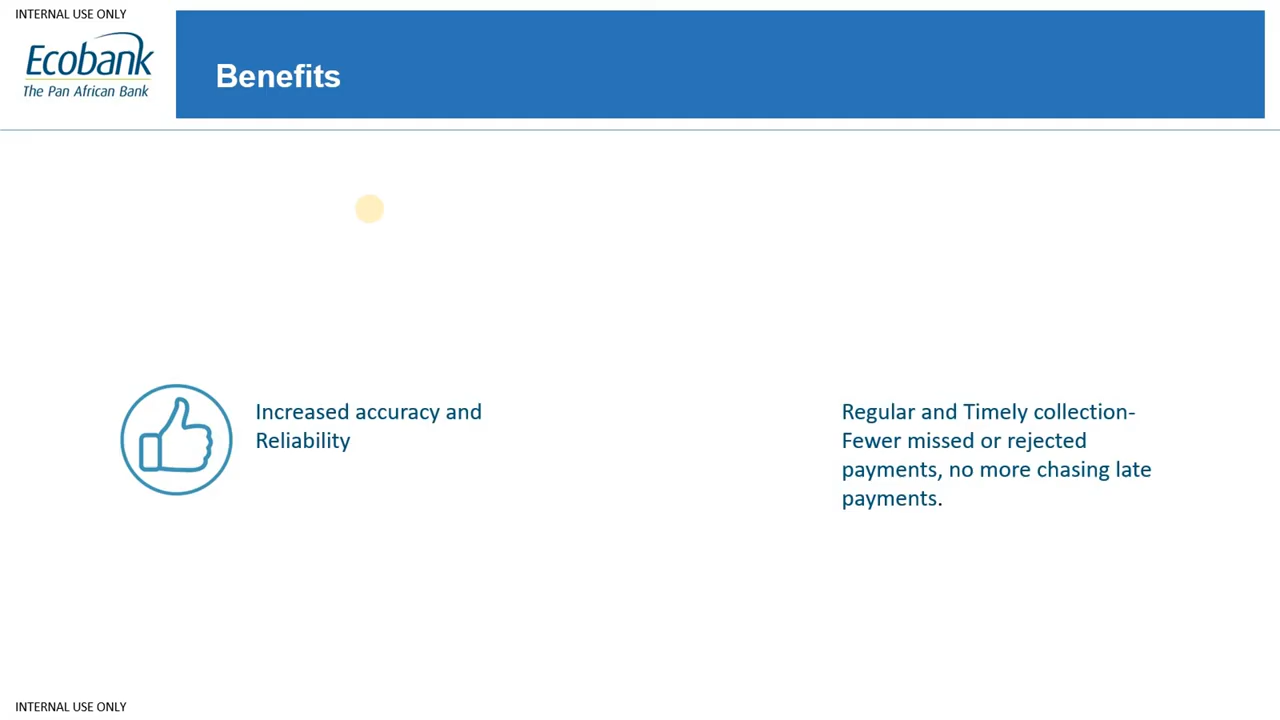 INTERNAL USE ONLY
Ecobank
The Pan African Bank
Benefits
Increased accuracy and
Reliability
Regular and Timely collection-
Fewer missed or rejected
payments, no more chasing late
payments.
INTERNAL USE ONLY